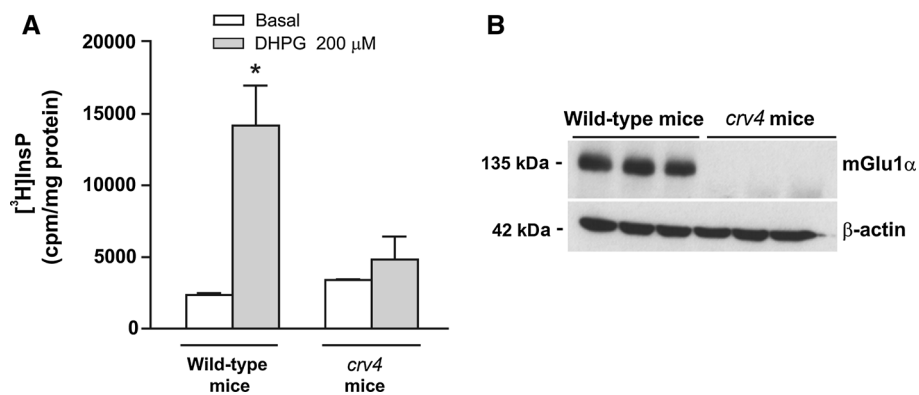 A
Basal
DHPG 200 μM
20000
15000
10000
5000
0
[³H]InsP
(cpm/mg protein)
*
Wild-type
mice
crv4
mice
B
Wild-type mice crv4 mice
135 kDa - mGlu1α
42 kDa - β-actin